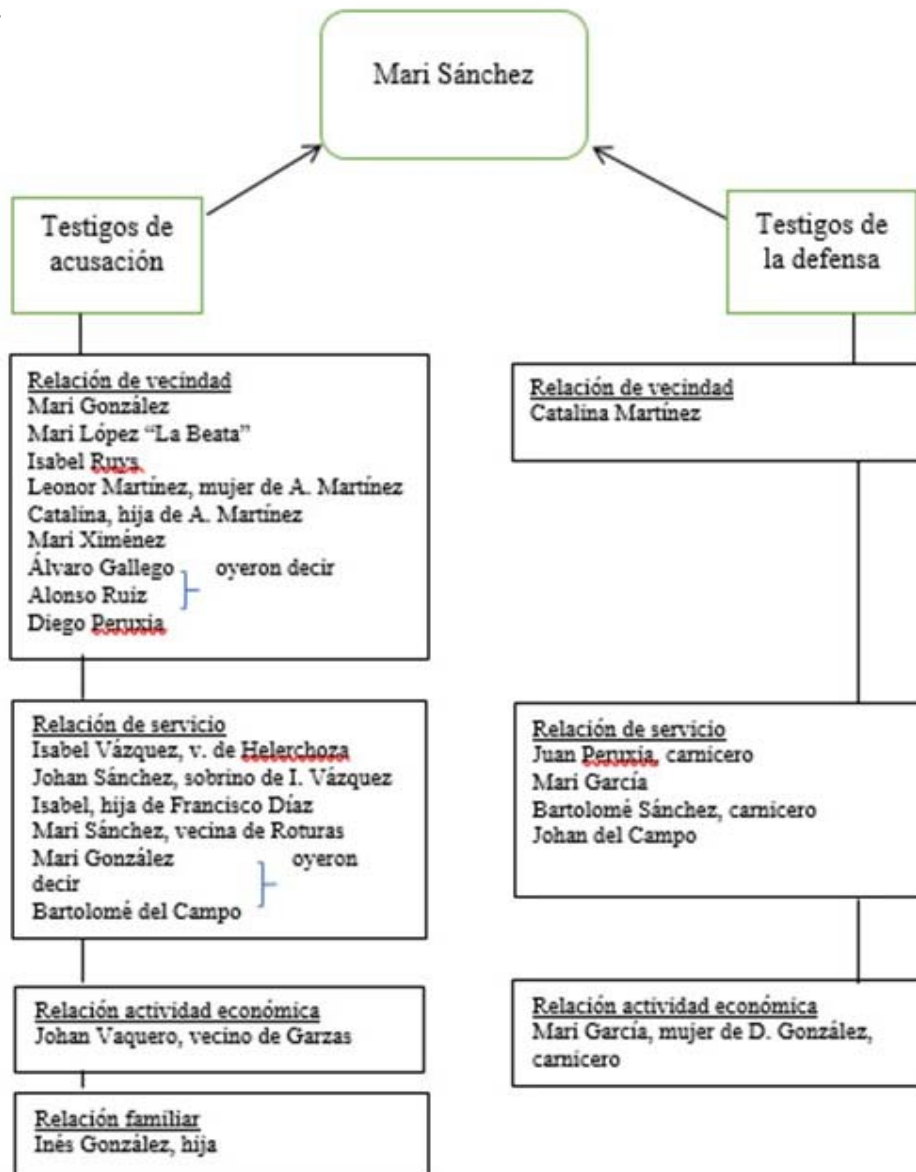 Mari Sánchez
Testigos de
acusación
Relación de vecindad
Mari González
Mari López “La Beata”
Isabel Ruys
Leonor Martínez, mujer de A. Martínez
Catalina, hija de A. Martínez
Mari Ximénez
Álvaro Gallego oyeron decir
Alonso Ruiz
Diego Peruxia
Relación de servicio
Isabel Vázquez, v. de Helerchoza
Johan Sánchez, sobrino de I. Vázquez
Isabel, hija de Francisco Díaz
Mari Sánchez, vecina de Roturas
Mari González oyeron
decir
Bartolomé del Campo
Relación actividad económica
Johan Vaquero, vecino de Garzas
Relación familiar
Inés González, hija
Testigos de
la defensa
Relación de vecindad
Catalina Martínez
Relación de servicio
Juan Peruxia, carnicero
Mari García
Bartolomé Sánchez, carnicero
Johan del Campo
Relación actividad económica
Mari García, mujer de D. González,
carnicero